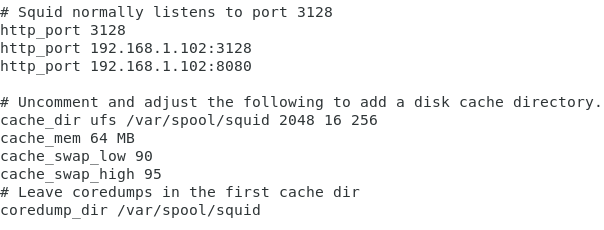 # Squid normally listens to port 3128
http_port 3128
http_port 192.168.1.102:3128
http_port 192.168.1.102:8080
# Uncomment and adjust the following to add a disk cache directory.
cache_dir ufs /var/spool/squid 2048 16 256
cache_mem 64 MB
cache_swap_low 90
cache_swap_high 95
# Leave coredumps in the first cache dir
coredump_dir /var/spool/squid